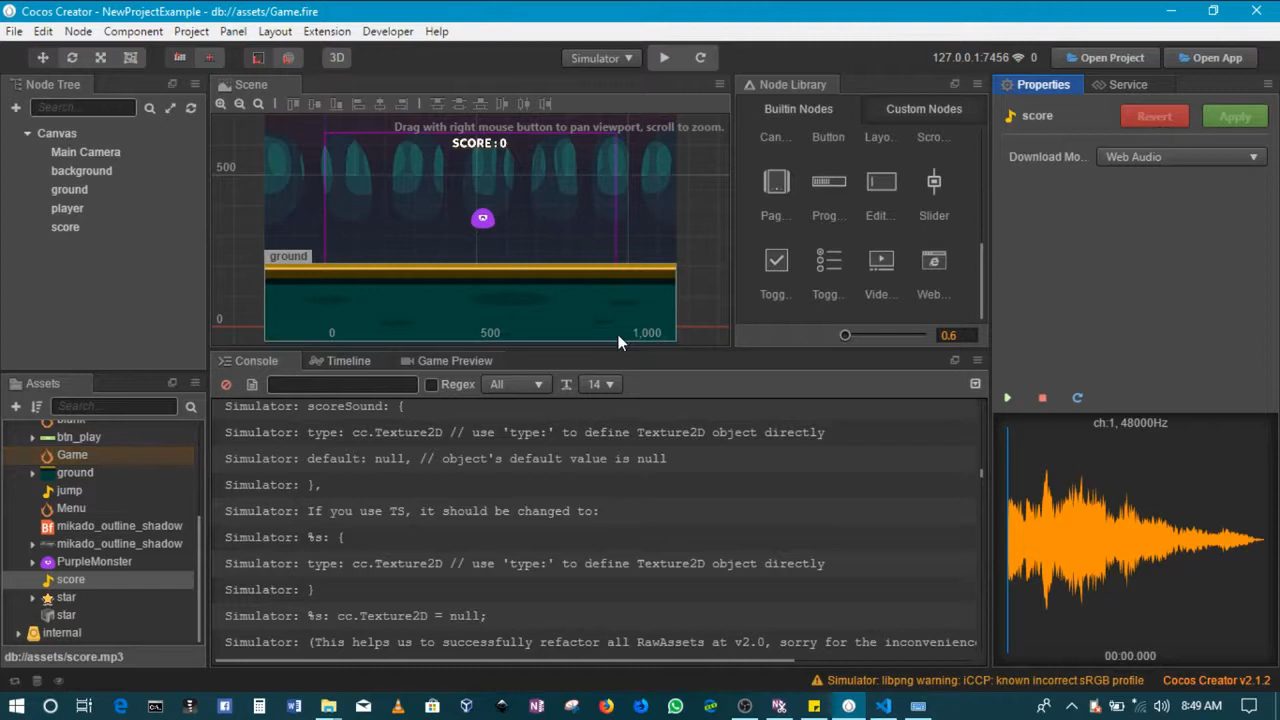 Cocos Creator - NewProjectExample - db://assets/Game.fire
File Edit Node Component Project Panel Layout Extension Developer Help
3D
Simulator
127.0.0.1:7456 0
Open Project
Open App
Node Tree
Search...
Canvas
Main Camera
background
ground
player
score
Scene
Drag with right mouse button to pan viewport, scroll to zoom.
SCORE : 0
500
ground
0
0 500 1,000
Node Library
Builtin Nodes Custom Nodes
Can.. Button Layo.. Scro..
Pag.. Prog.. Edit.. Slider
Togg.. Togg.. Vide.. Web..
0.6
Properties Service
score Revert Apply
Download Mo... Web Audio
ch:1, 48000Hz
00:00.000
Assets
Search...
btn_play
Game
ground
jump
Menu
Bf mikado_outline_shadow
mikado_outline_shadow
PurpleMonster
score
star
star
internal
db://assets/score.mp3
Console Timeline Game Preview
Regex All 14
Simulator: scoreSound: {
Simulator: type: cc.Texture2D // use 'type:' to define Texture2D object directly
Simulator: default: null, // object's default value is null
Simulator: },
Simulator: If you use TS, it should be changed to:
Simulator: %s: {
Simulator: type: cc.Texture2D // use 'type:' to define Texture2D object directly
Simulator: }
Simulator: %s: cc.Texture2D = null;
Simulator: (This helps us to successfully refactor all RawAssets at v2.0, sorry for the inconvenience
Simulator: libpng warning: iCCP: known incorrect sRGB profile
Cocos Creator v2.1.2
8:49 AM